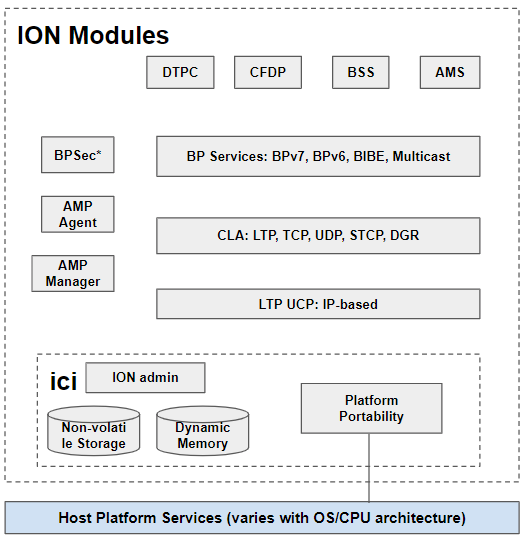 ION Modules
DTPC
CFDP
BSS
AMS
BPSec*
BP Services: BPv7, BPv6, BIBE, Multicast
AMP
Agent
CLA: LTP, TCP, UDP, STCP, DGR
AMP
Manager
LTP UCP: IP-based
ici
ION admin
Non-volati
le Storage
Dynamic
Memory
Platform
Portability
Host Platform Services (varies with OS/CPU architecture)